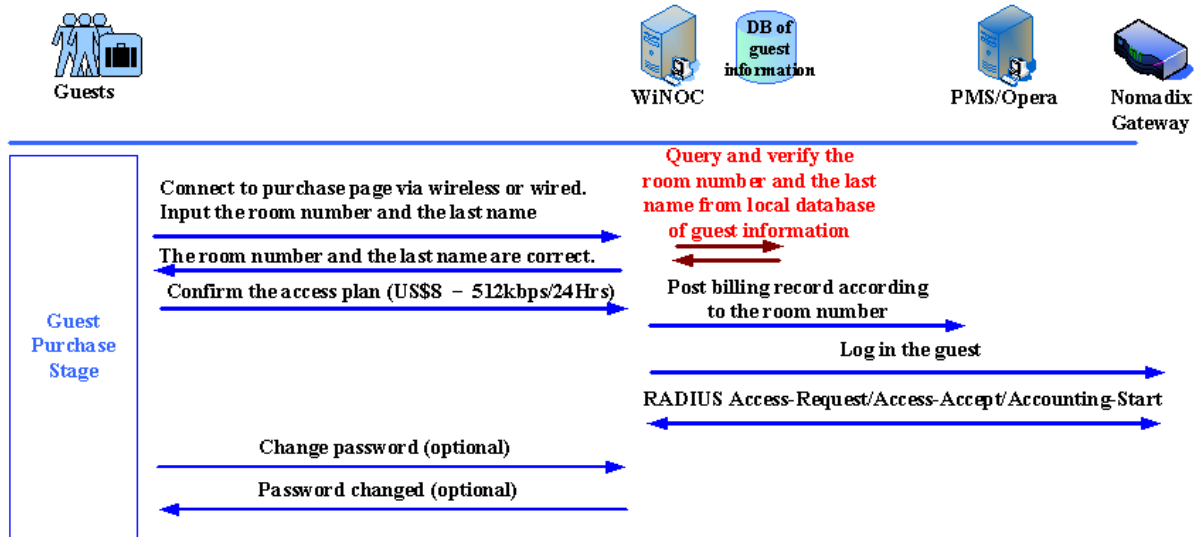 Guests
WiNOC
DB of
guest
information
PMS/Opera
Nomadix
Gateway
Guest
Purchase
Stage
Connect to purchase page via wireless or wired.
Input the room number and the last name
Query and verify the
room number and the last
name from local database
of guest information
The room number and the last name are correct.
Confirm the access plan (US$8 – 512kbps/24Hrs)
Post billing record according
to the room number
Log in the guest
RADIUS Access-Request/Access-Accept/Accounting-Start
Change password (optional)
Password changed (optional)